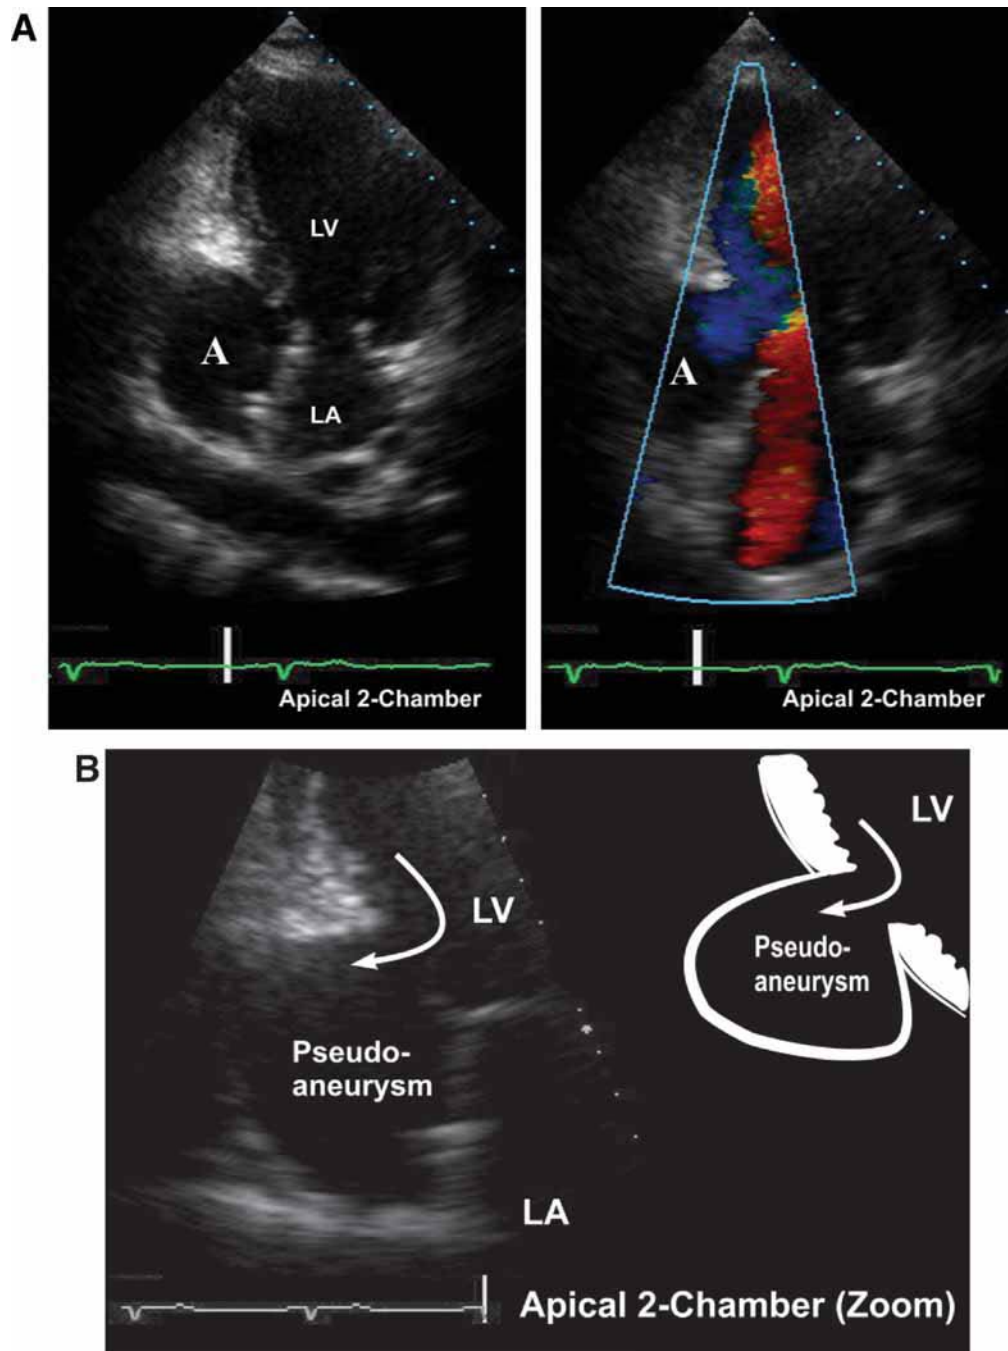 A
LV
A
LA
Apical 2-Chamber
A
Apical 2-Chamber
B
LV
Pseudo-
aneurysm
LA
LV
Pseudo-
aneurysm
Apical 2-Chamber (Zoom)